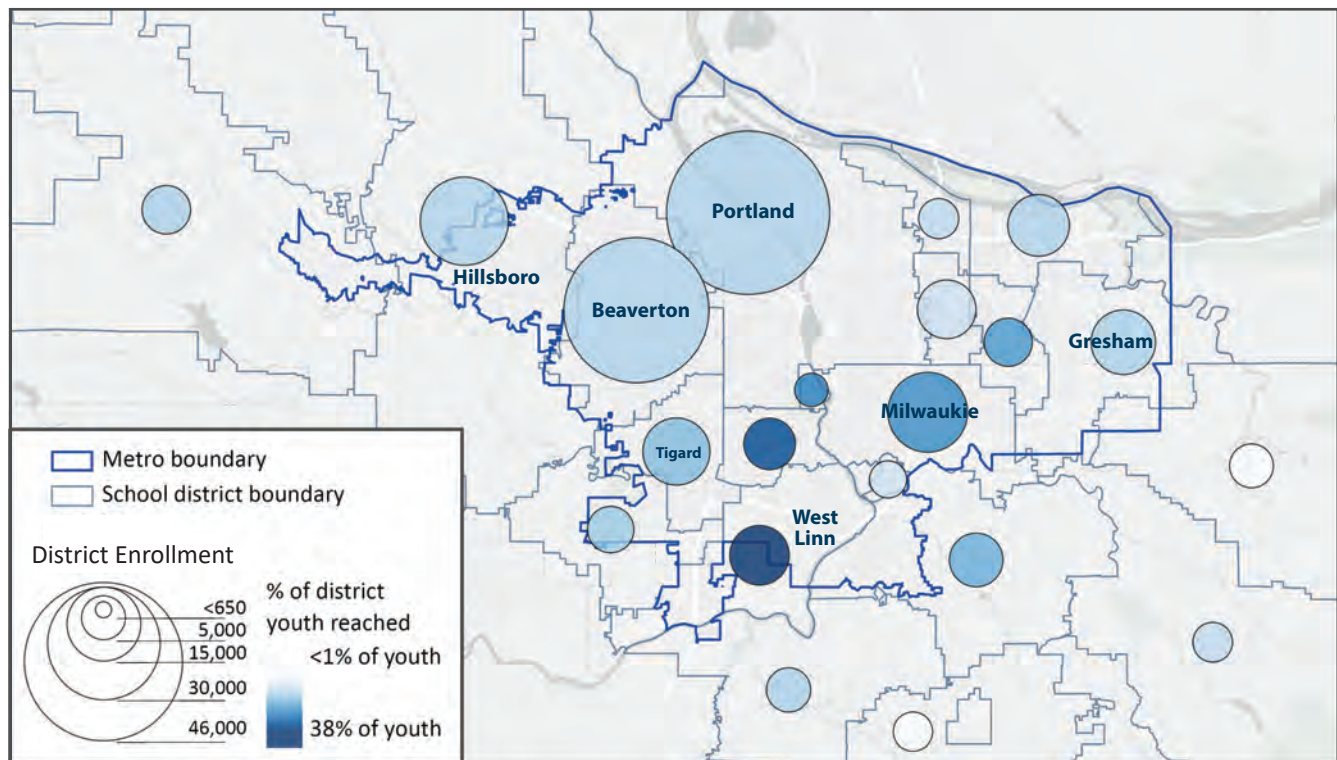 Portland
Hillsboro
Beaverton
Gresham
Milwaukie
Tigard
West
Linn
Metro boundary
School district boundary
District Enrollment
<650
5,000
15,000
30,000
46,000
% of district
youth reached
<1% of youth
38% of youth